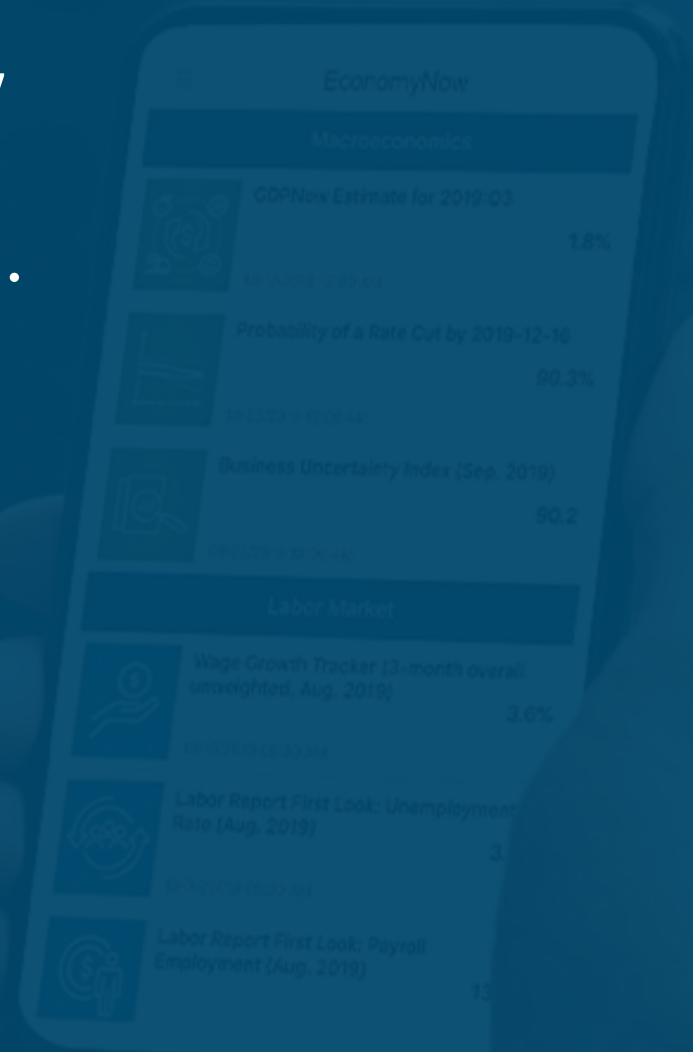 EconomyNow
Macroeconomics
GDPNow Estimate for 2019:Q3
1.8%
Probability of a Rate Cut by 2019-12-16
90.3%
Business Uncertainty Index (Sep. 2019)
90.2
Labor Market
Wage Growth Tracker (3-month overall
unweighted, Aug. 2019)
3.6%
Labor Report First Look: Unemployment
Rate (Aug. 2019)
3.
Labor Report First Look: Payroll
Employment (Aug. 2019)
13